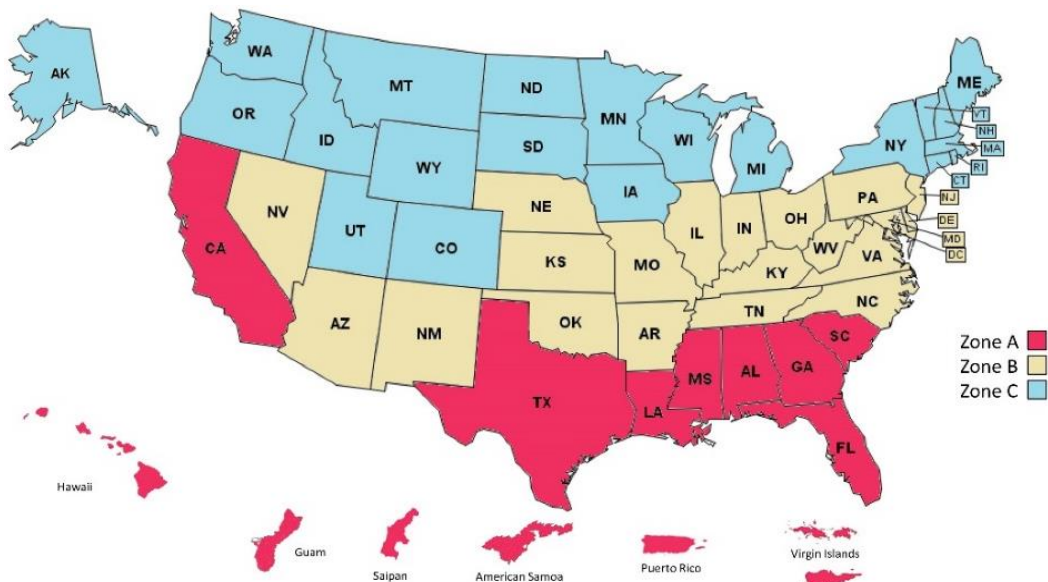 AK
WA
MT
ND
MN
ME
VT
NH
MA
RI
CT
OR
ID
WY
SD
WI
MI
NY
IA
NV
UT
CO
NE
IL
IN
OH
PA
NJ
DE
MD
DC
CA
KS
MO
WV
VA
KY
AZ
NM
OK
AR
TN
NC
SC
TX
LA
MS
AL
GA
FL
Zone A
Zone B
Zone C
Hawaii
Guam
Saipan
American Samoa
Puerto Rico
Virgin Islands